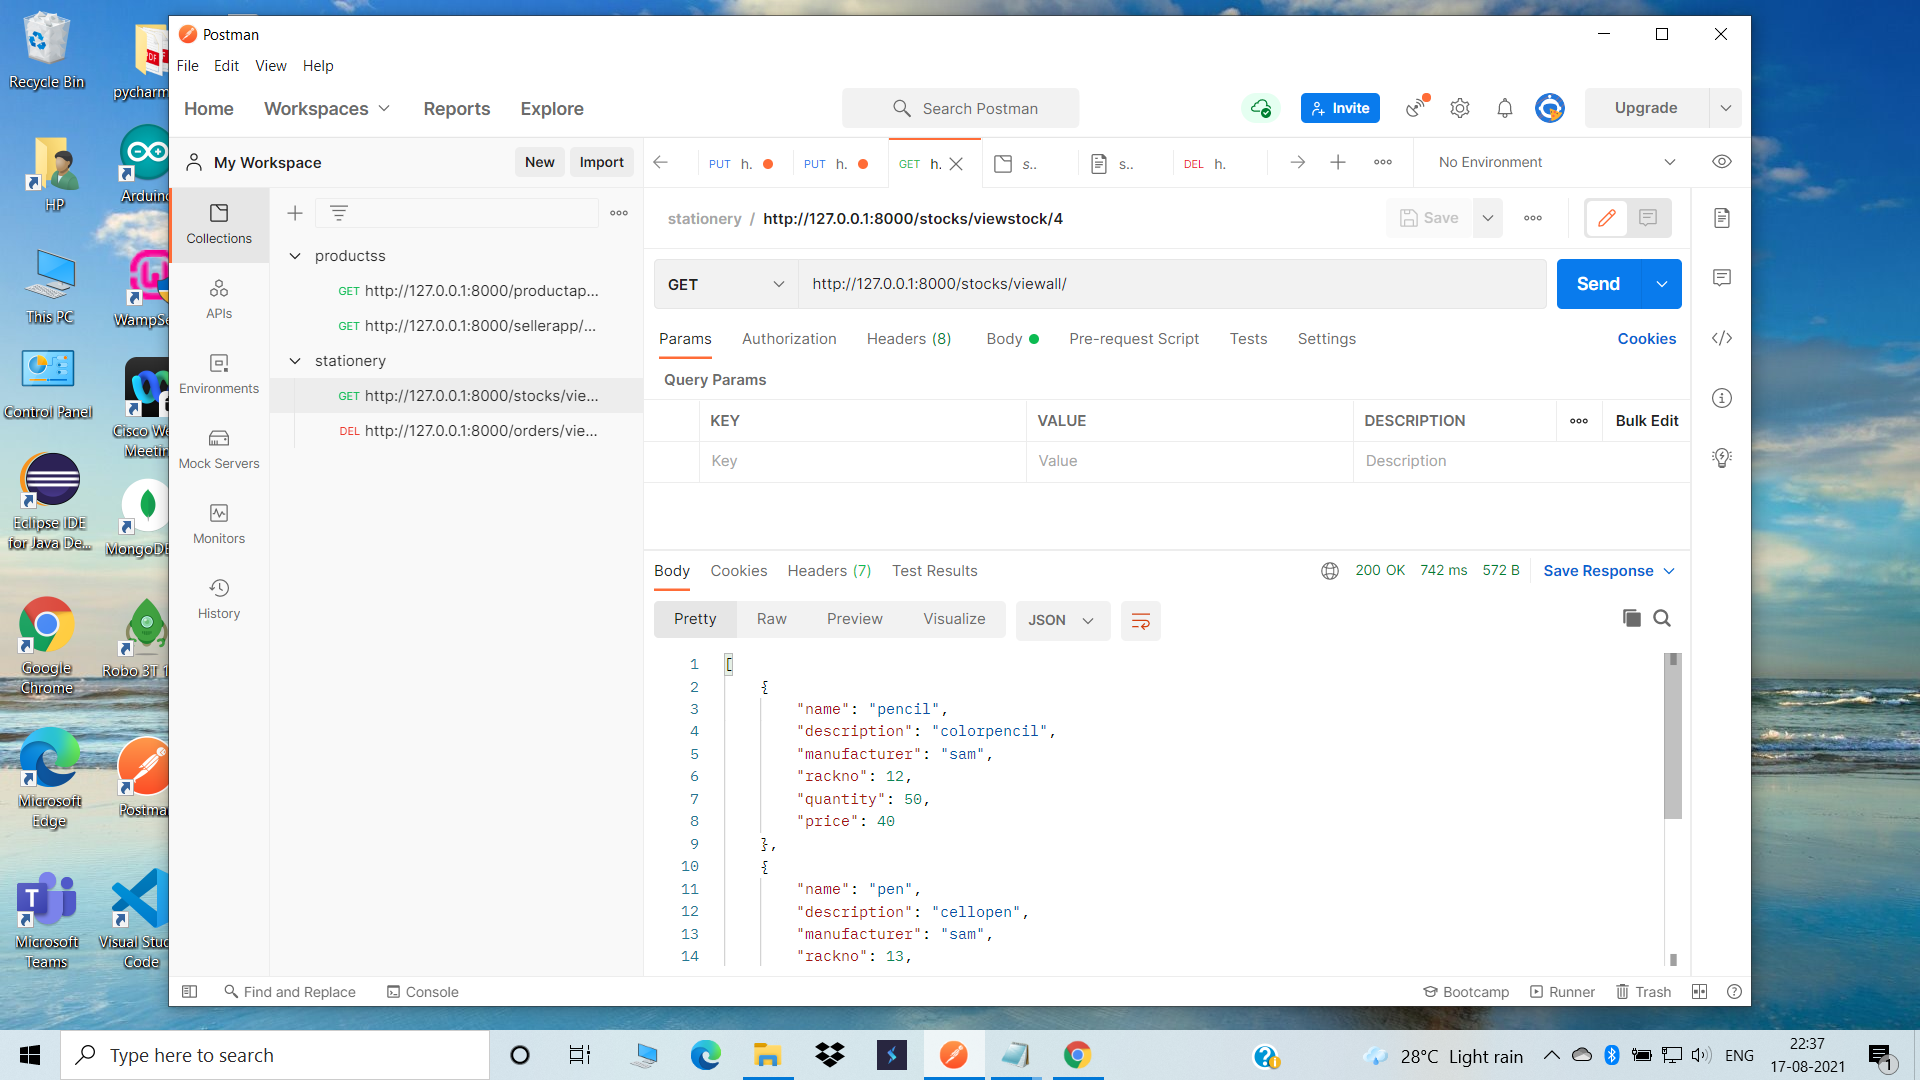 Recycle Bin
pycharm
HP
Arduino
This PC
WampSe
Control Panel
Cisco We
Meetin
Eclipse IDE
for Java De...
MongoDB
Google
Chrome
Robo 3T 1
Microsoft
Edge
Postma
Microsoft
Teams
Visual Stud
Code
Postman
File Edit View Help
Home Workspaces Reports Explore
Search Postman
Invite
Upgrade
My Workspace
New Import
PUT h. PUT h. GET h. s.. s.. DEL h.
No Environment
Collections
APIs
Environments
Mock Servers
Monitors
History
productss
GET http://127.0.0.1:8000/productap...
GET http://127.0.0.1:8000/sellerapp/...
stationery
GET http://127.0.0.1:8000/stocks/vie...
DEL http://127.0.0.1:8000/orders/vie...
stationery / http://127.0.0.1:8000/stocks/viewstock/4
Save
GET http://127.0.0.1:8000/stocks/viewall/
Send
Params Authorization Headers (8) Body Pre-request Script Tests Settings Cookies
Query Params
KEY VALUE DESCRIPTION Bulk Edit
Key Value Description
Body Cookies Headers (7) Test Results
200 OK 742 ms 572 B Save Response
Pretty Raw Preview Visualize JSON
1 [
2 {
3 "name": "pencil",
4 "description": "colorpencil",
5 "manufacturer": "sam",
6 "rackno": 12,
7 "quantity": 50,
8 "price": 40
9 },
10 {
11 "name": "pen",
12 "description": "cellopen",
13 "manufacturer": "sam",
14 "rackno": 13,
Find and Replace Console
Bootcamp Runner Trash
Type here to search
28°C Light rain
ENG
22:37
17-08-2021
1